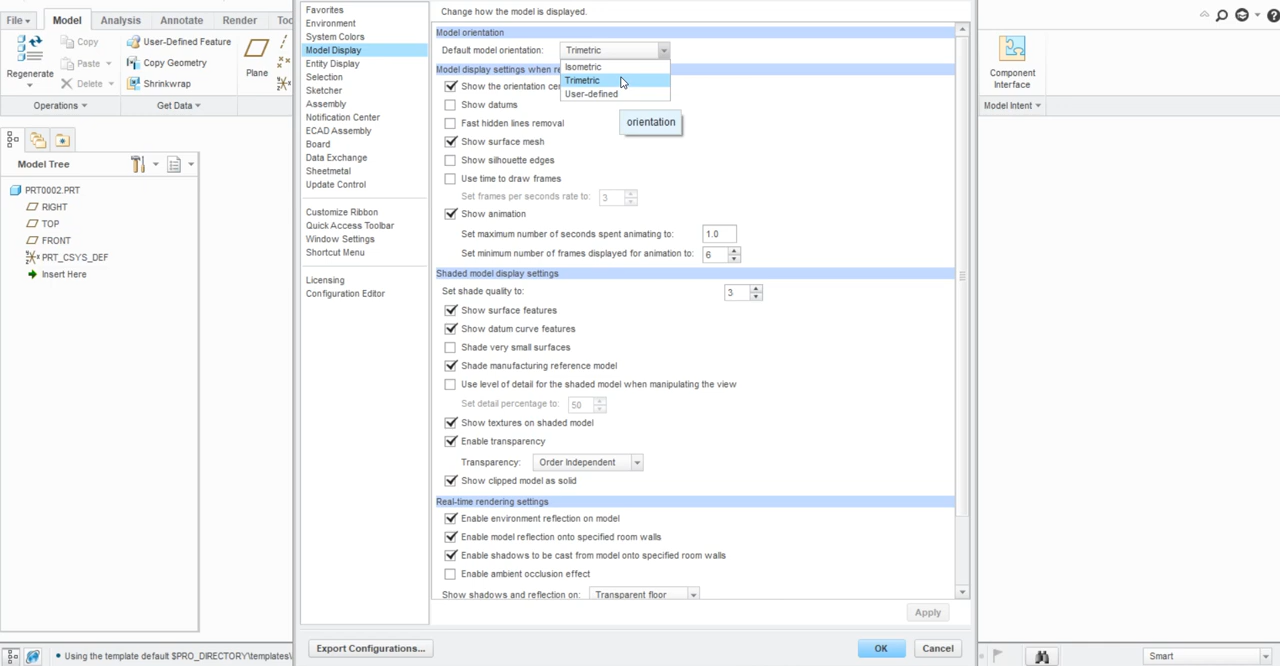 File
Model
Analysis
Annotate
Render
Regenerate
Copy
Paste
Delete
User-Defined Feature
Copy Geometry
Shrinkwrap
Plane
Operations
Get Data
Model Tree
PRT0002.PRT
RIGHT
TOP
FRONT
PRT_CSYS_DEF
Insert Here
Favorites
Environment
System Colors
Model Display
Entity Display
Selection
Sketcher
Assembly
Notification Center
ECAD Assembly
Board
Data Exchange
Sheetmetal
Update Control
Customize Ribbon
Quick Access Toolbar
Window Settings
Shortcut Menu
Licensing
Configuration Editor
Change how the model is displayed.
Model orientation
Default model orientation: Trimetric
Isometric
Trimetric
User-defined
orientation
Model display settings when
Show the orientation
Show datums
Fast hidden lines removal
Show surface mesh
Show silhouette edges
Use time to draw frames
Set frames per seconds rate to: 3
Show animation
Set maximum number of seconds spent animating to: 1.0
Set minimum number of frames displayed for animation to: 6
Shaded model display settings
Set shade quality to: 3
Show surface features
Show datum curve features
Shade very small surfaces
Shade manufacturing reference model
Use level of detail for the shaded model when manipulating the view
Set detail percentage to: 50
Show textures on shaded model
Enable transparency
Transparency: Order Independent
Show clipped model as solid
Real-time rendering settings
Enable environment reflection on model
Enable model reflection onto specified room walls
Enable shadows to be cast from model onto specified room walls
Enable ambient occlusion effect
Show shadows and reflection on: Transparent floor
Apply
Export Configurations...
OK
Cancel
Component
Interface
Model Intent
• Using the template default $PRO_DIRECTORY\templates\
Smart